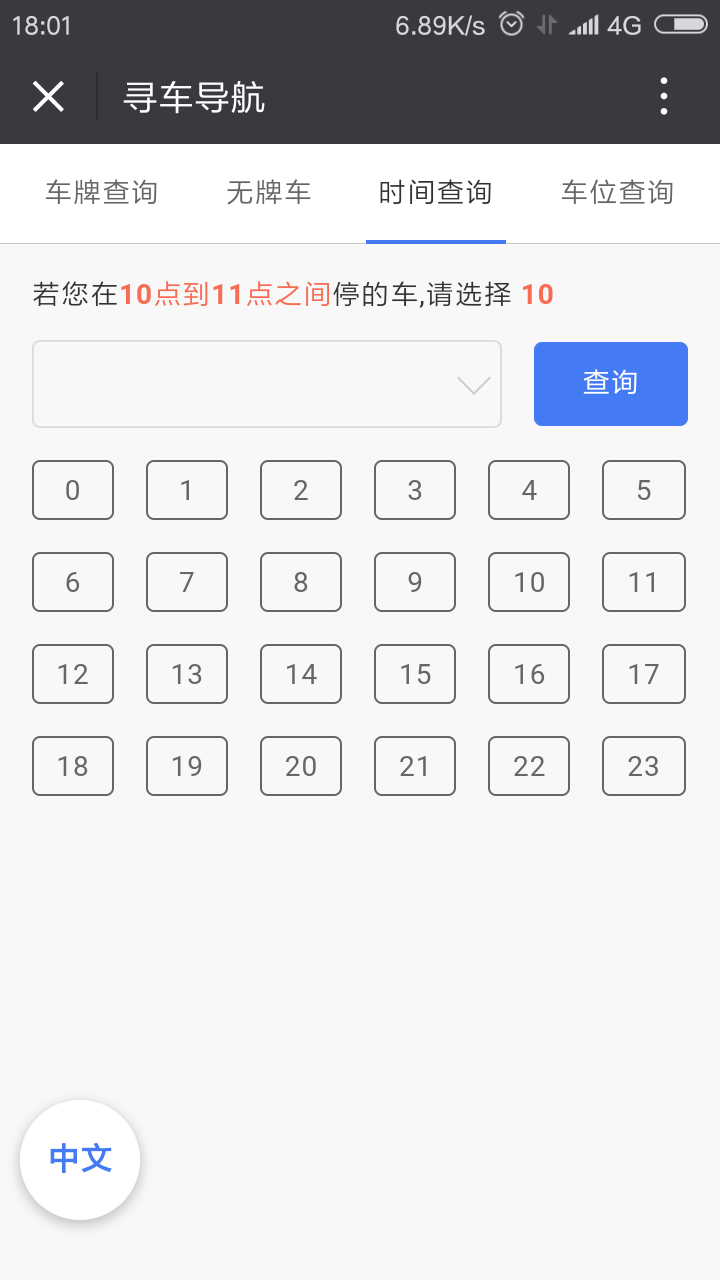 18:01 6.89K/s 4G
寻车导航
车牌查询 无牌车 时间查询 车位查询
若您在10点到11点之间停的车,请选择 10
查询
0 1 2 3 4 5
6 7 8 9 10 11
12 13 14 15 16 17
18 19 20 21 22 23
中文